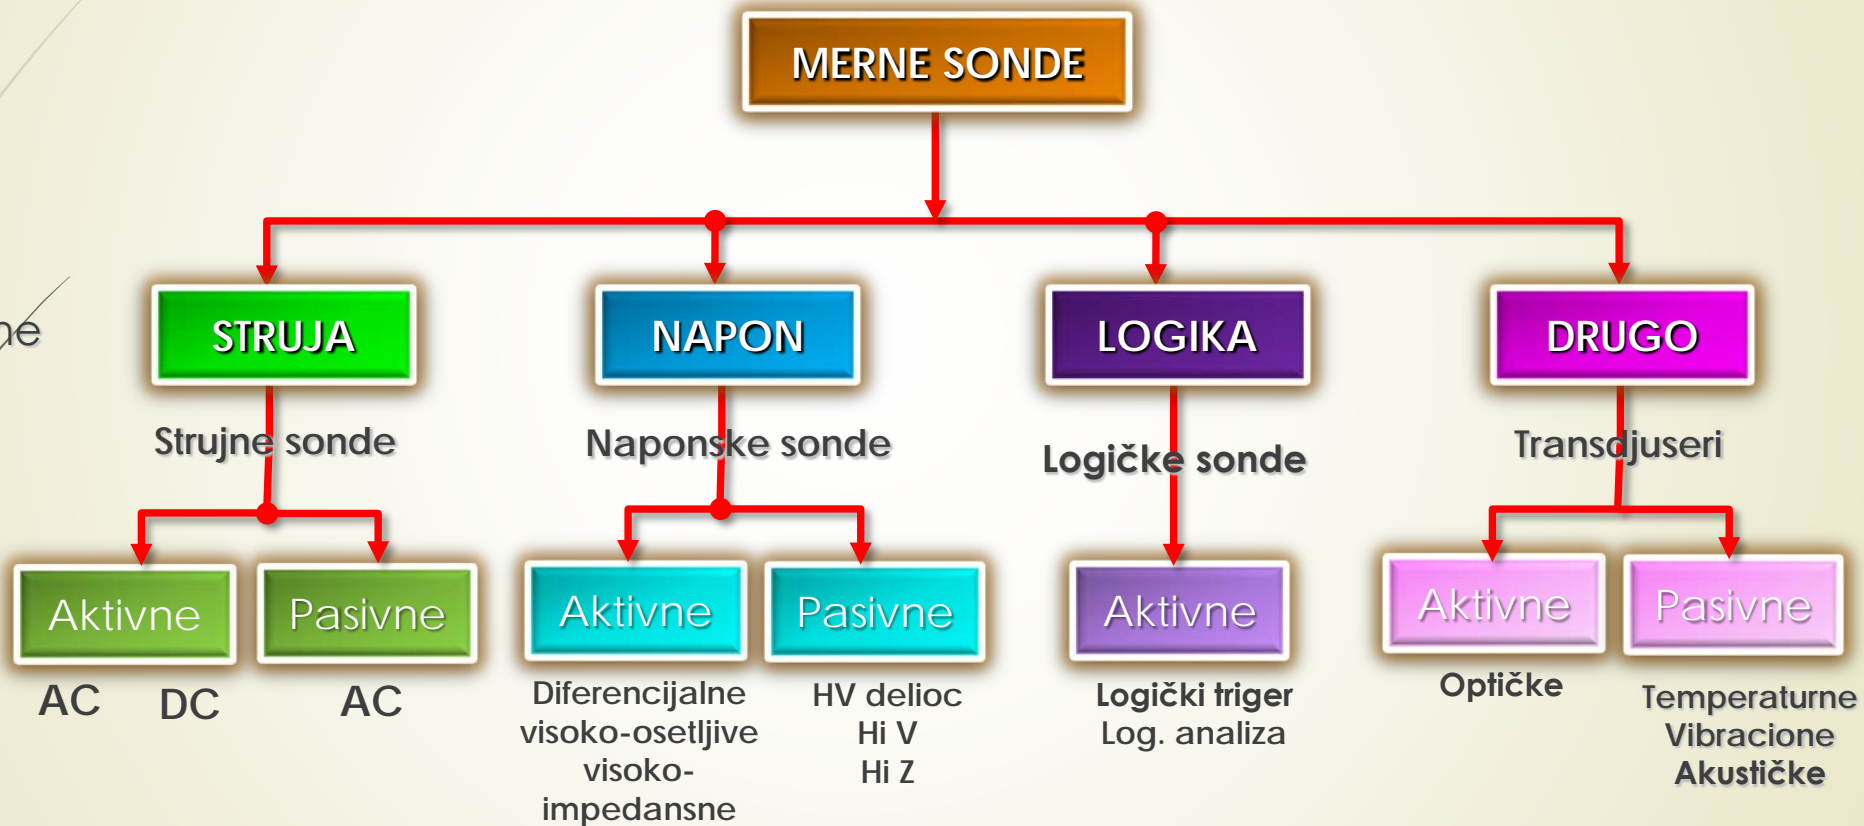 MERNE SONDE
STRUJA
NAPON
LOGIKA
DRUGO
Strujne sonde
Naponske sonde
Logičke sonde
Transdjuseri
Aktivne
Pasivne
Aktivne
Pasivne
Aktivne
Aktivne
Pasivne
AC DC
AC
Diferencijalne
visoko-osetljive
visoko-
impedansne
HV delioc
Hi V
Hi Z
Logički triger
Log. analiza
Optičke
Temperaturne
Vibracione
Akustičke